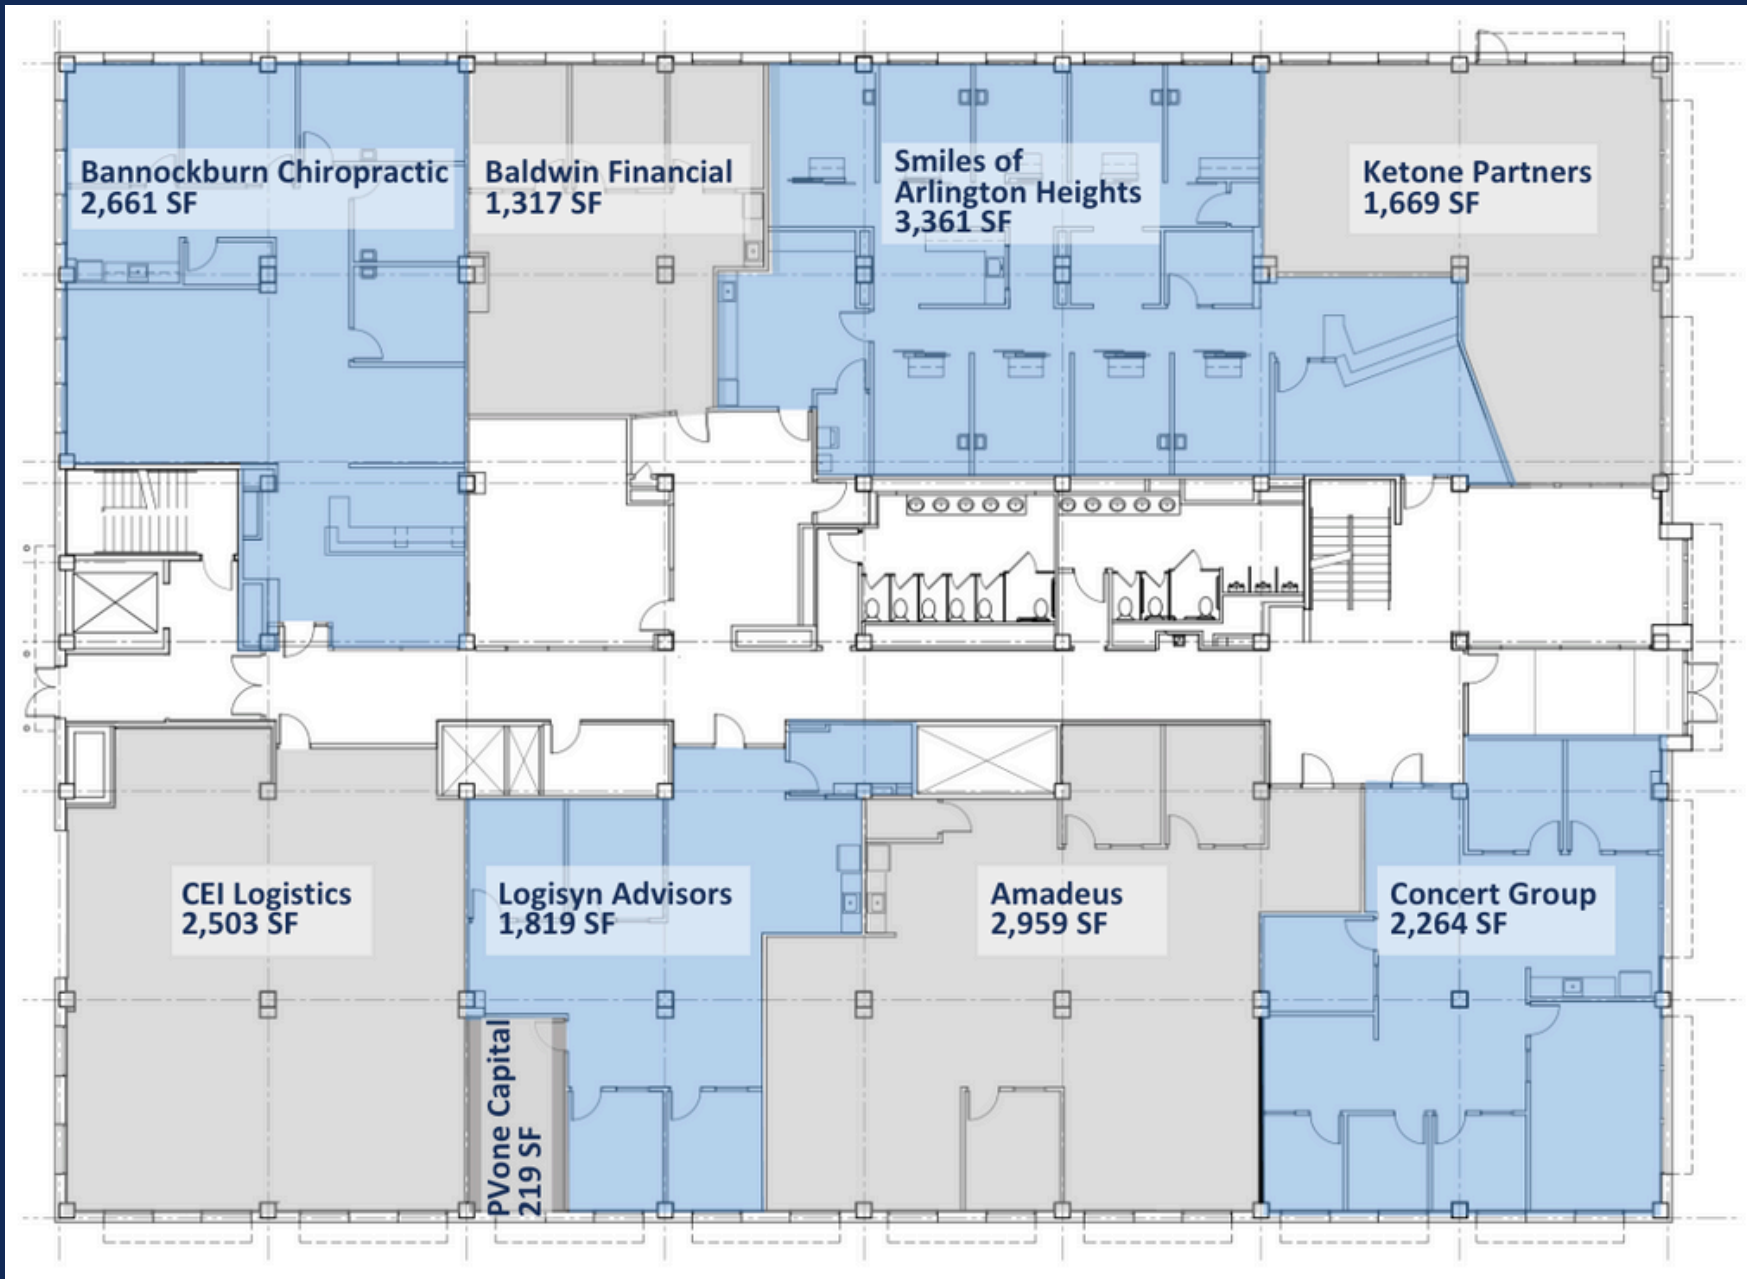 Bannockburn Chiropractic
2,661 SF
Baldwin Financial
1,317 SF
Smiles of
Arlington Heights
3,361 SF
Ketone Partners
1,669 SF
CEI Logistics
2,503 SF
Logisyn Advisors
1,819 SF
PVone Capital
219 SF
Amadeus
2,959 SF
Concert Group
2,264 SF